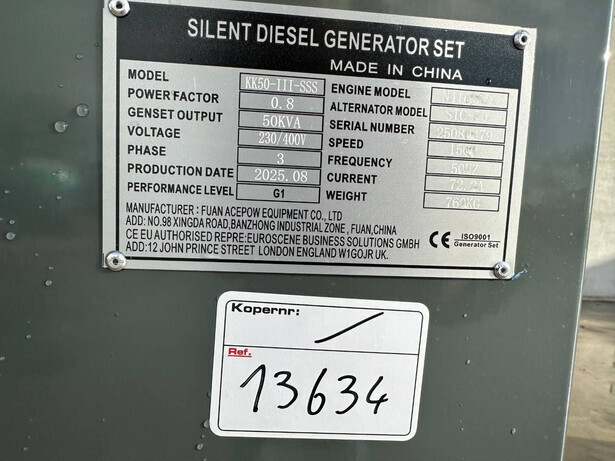 SILENT DIESEL GENERATOR SET
MADE IN CHINA
MODEL KK50-III-SSS
POWER FACTOR 0.8
GENSET OUTPUT 50KVA
VOLTAGE 230/400V
PHASE 3
PRODUCTION DATE 2025.08
PERFORMANCE LEVEL G1
ENGINE MODEL
ALTERNATOR MODEL
SERIAL NUMBER
SPEED
FREQUENCY 50HZ
CURRENT 72.2A
WEIGHT 760KG
MANUFACTURER : FUAN ACEPOW EQUIPMENT CO., LTD
ADD: NO.98 XINGDA ROAD,BANZHONG INDUSTRIAL ZONE , FUAN,CHINA
CE EU AUTHORISED REPRE:EUROSCENE BUSINESS SOLUTIONS GMBH
ADD:12 JOHN PRINCE STREET LONDON ENGLAND W1GOJR UK.
CE ISO9001
Generator Set
Kopernr:
Ref.
13634